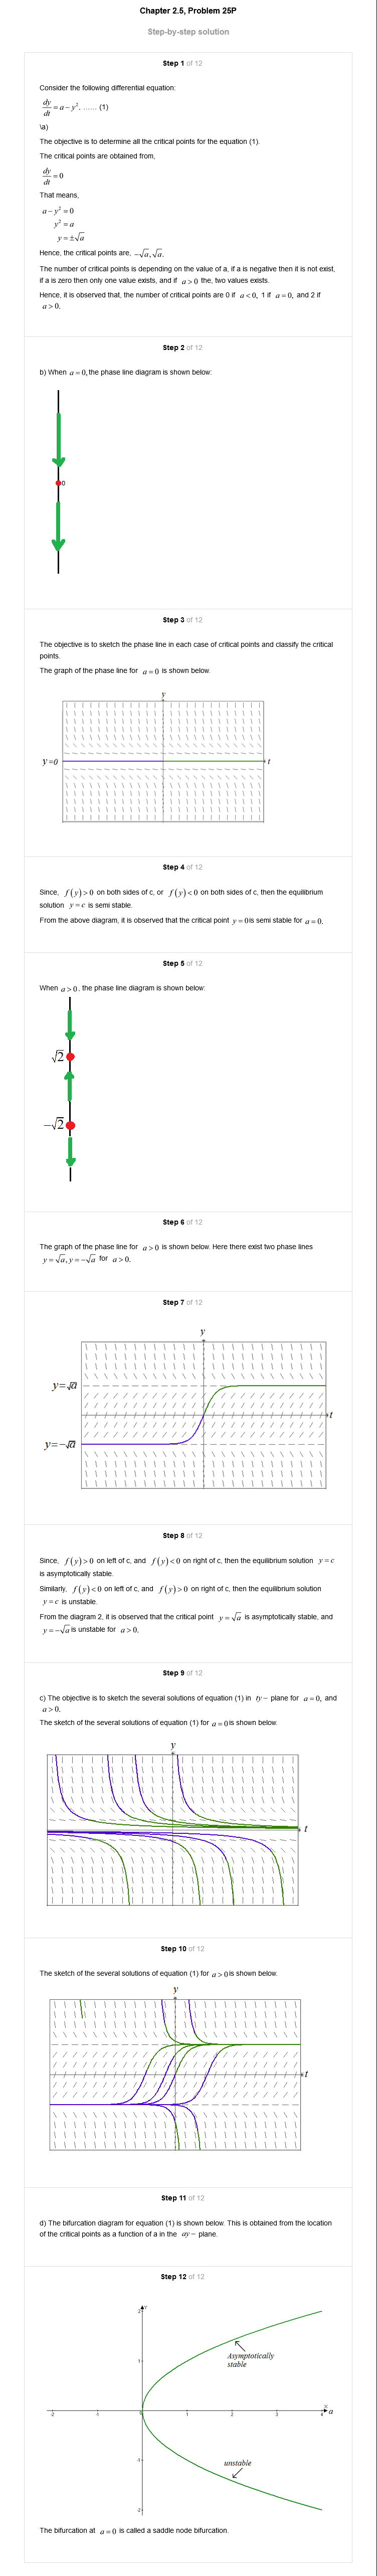 Chapter 2.5, Problem 25P
Step-by-step solution
Step 1 of 12
Consider the following differential equation:
dy/dt = a − y². …… (1)
\a)
The objective is to determine all the critical points for the equation (1).
The critical points are obtained from,
dy/dt = 0
That means,
a − y² = 0
y² = a
y = ±√a
Hence, the critical points are, −√a, √a.
The number of critical points is depending on the value of a, if a is negative then it is not exist,
if a is zero then only one value exists, and if a > 0 the, two values exists.
Hence, it is observed that, the number of critical points are 0 if a < 0, 1 if a = 0, and 2 if
a > 0.
Step 2 of 12
b) When a = 0, the phase line diagram is shown below:
0
Step 3 of 12
The objective is to sketch the phase line in each case of critical points and classify the critical
points.
The graph of the phase line for a = 0 is shown below.
y
y=0
t
Step 4 of 12
Since, f(y) > 0 on both sides of c, or f(y) < 0 on both sides of c, then the equilibrium
solution y = c is semi stable.
From the above diagram, it is observed that the critical point y = 0 is semi stable for a = 0.
Step 5 of 12
When a > 0, the phase line diagram is shown below:
√2
−√2
Step 6 of 12
The graph of the phase line for a > 0 is shown below. Here there exist two phase lines
y = √a, y = −√a for a > 0.
Step 7 of 12
y
y=√a
t
y=−√a
Step 8 of 12
Since, f(y) > 0 on left of c, and f(y) < 0 on right of c, then the equilibrium solution y = c
is asymptotically stable.
Similarly, f(y) < 0 on left of c, and f(y) > 0 on right of c, then the equilibrium solution
y = c is unstable.
From the diagram 2, it is observed that the critical point y = √a is asymptotically stable, and
y = −√a is unstable for a > 0.
Step 9 of 12
c) The objective is to sketch the several solutions of equation (1) in ty − plane for a = 0, and
a > 0.
The sketch of the several solutions of equation (1) for a = 0 is shown below:
y
t
Step 10 of 12
The sketch of the several solutions of equation (1) for a > 0 is shown below:
y
t
Step 11 of 12
d) The bifurcation diagram for equation (1) is shown below. This is obtained from the location
of the critical points as a function of a in the ay − plane.
Step 12 of 12
y
2
Asymptotically
stable
1
x
a
-2 -1 0 1 2 3 4
-1
unstable
-2
The bifurcation at a = 0 is called a saddle node bifurcation.